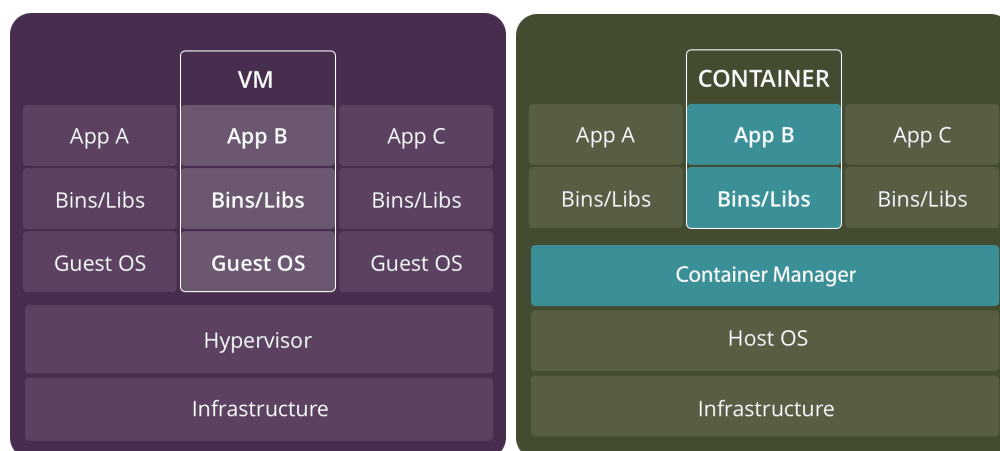 VM
App A
App B
App C
Bins/Libs
Bins/Libs
Bins/Libs
Guest OS
Guest OS
Guest OS
Hypervisor
Infrastructure
CONTAINER
App A
App B
App C
Bins/Libs
Bins/Libs
Bins/Libs
Container Manager
Host OS
Infrastructure